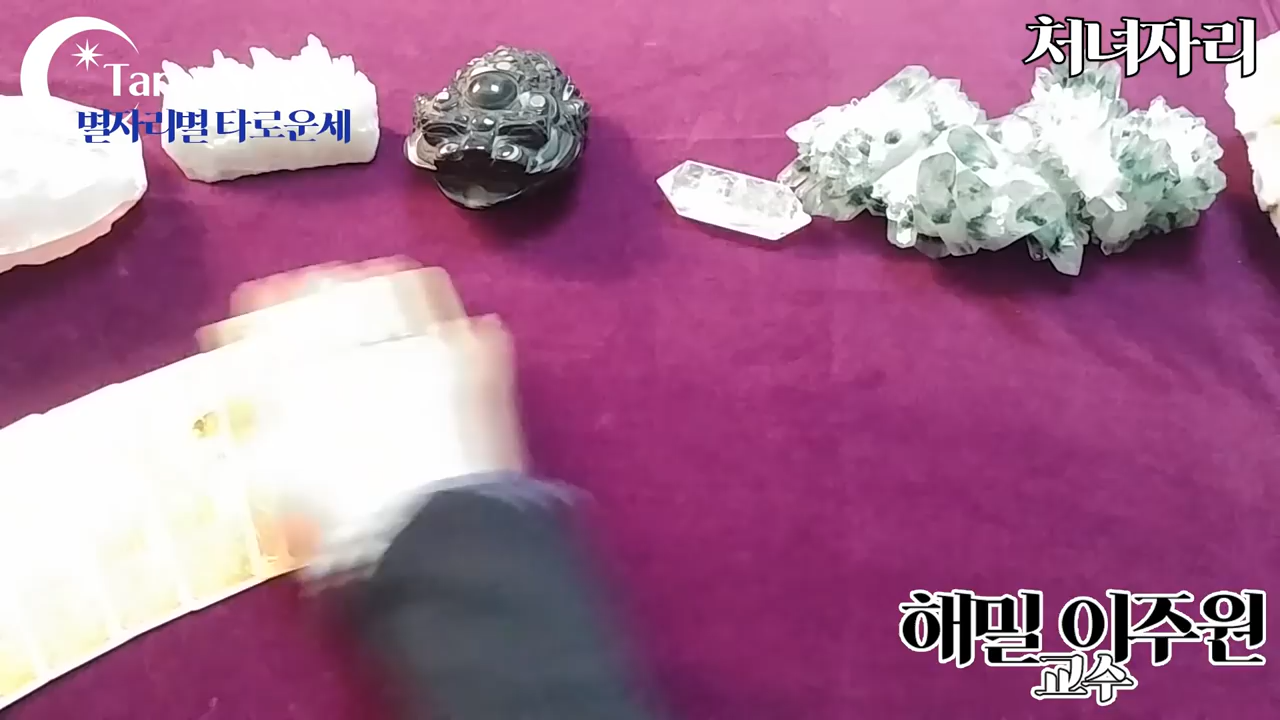 처녀자리
별자리별 타로운세
해밀 이주원
교수